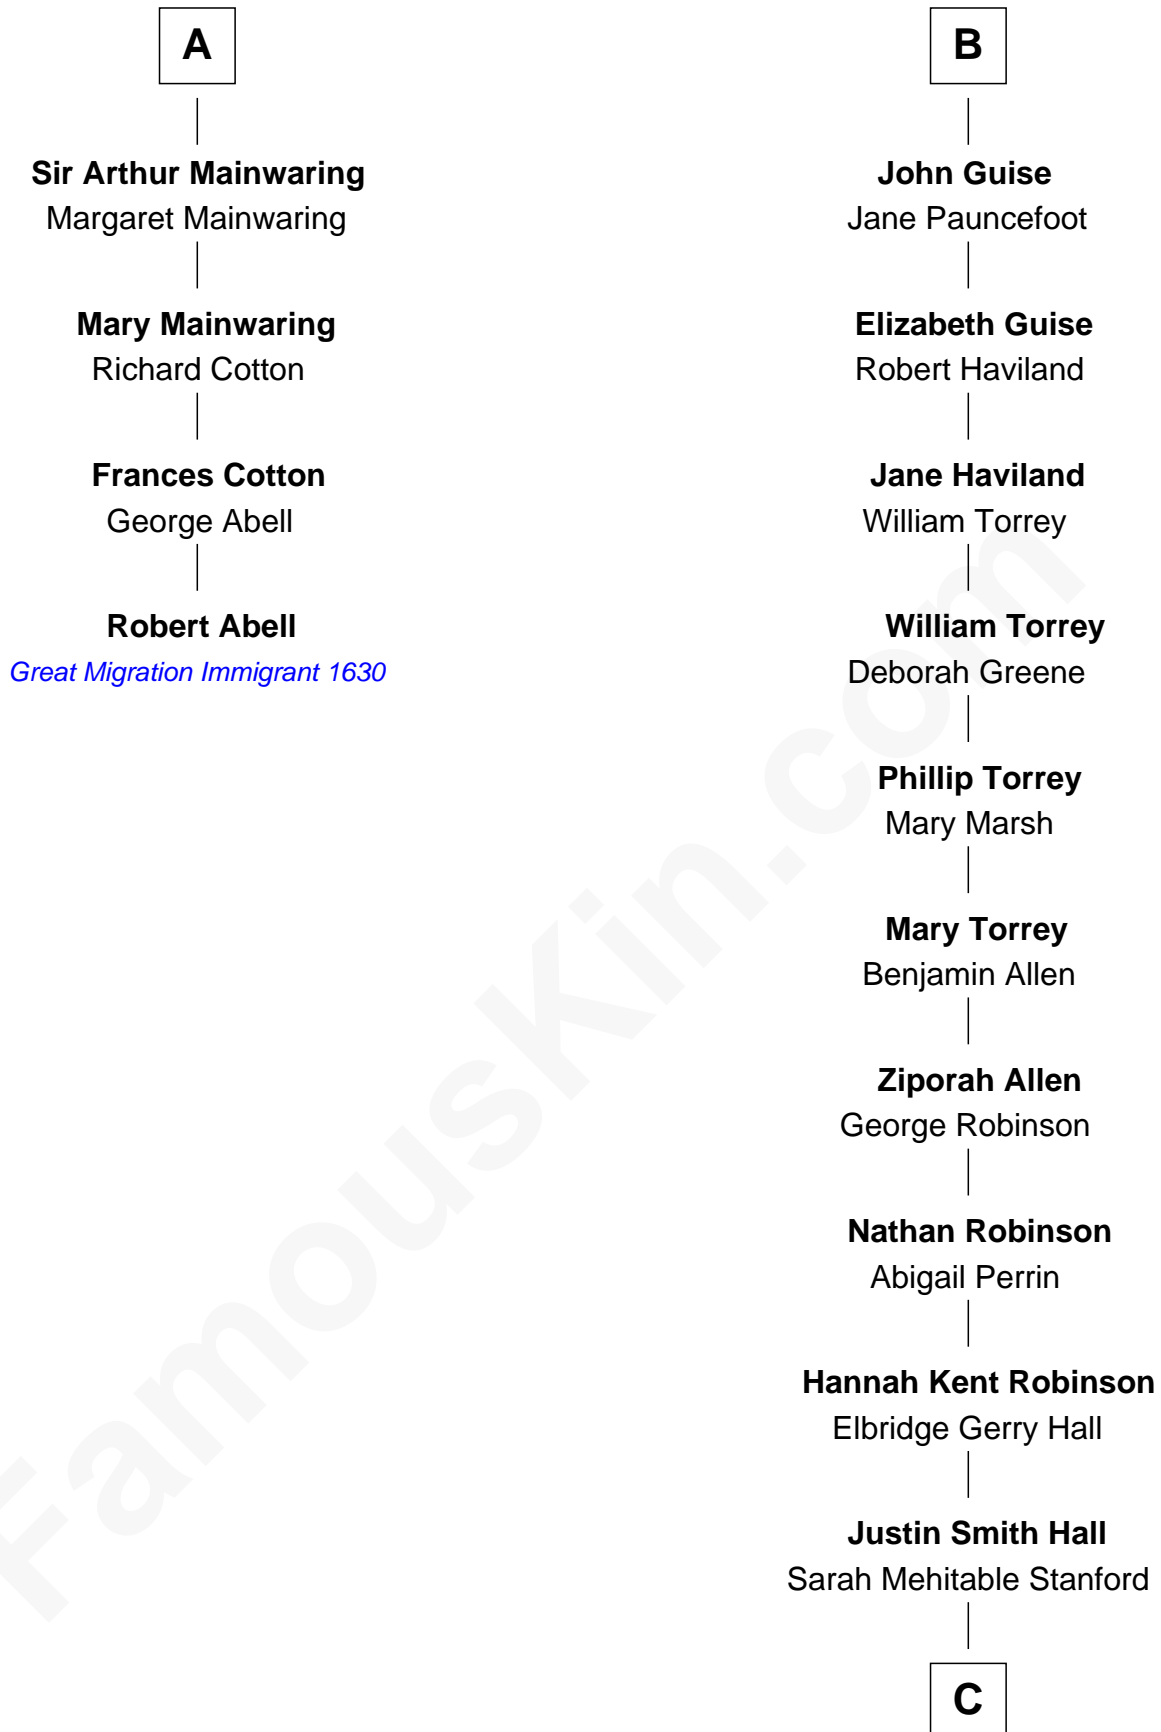 A
Sir Arthur Mainwaring
Margaret Mainwaring
Mary Mainwaring
Richard Cotton
Frances Cotton
George Abell
Robert Abell
Great Migration Immigrant 1630
B
John Guise
Jane Pauncefoot
Elizabeth Guise
Robert Haviland
Jane Haviland
William Torrey
William Torrey
Deborah Greene
Phillip Torrey
Mary Marsh
Mary Torrey
Benjamin Allen
Ziporah Allen
George Robinson
Nathan Robinson
Abigail Perrin
Hannah Kent Robinson
Elbridge Gerry Hall
Justin Smith Hall
Sarah Mehitable Stanford
C
FamousKin.com